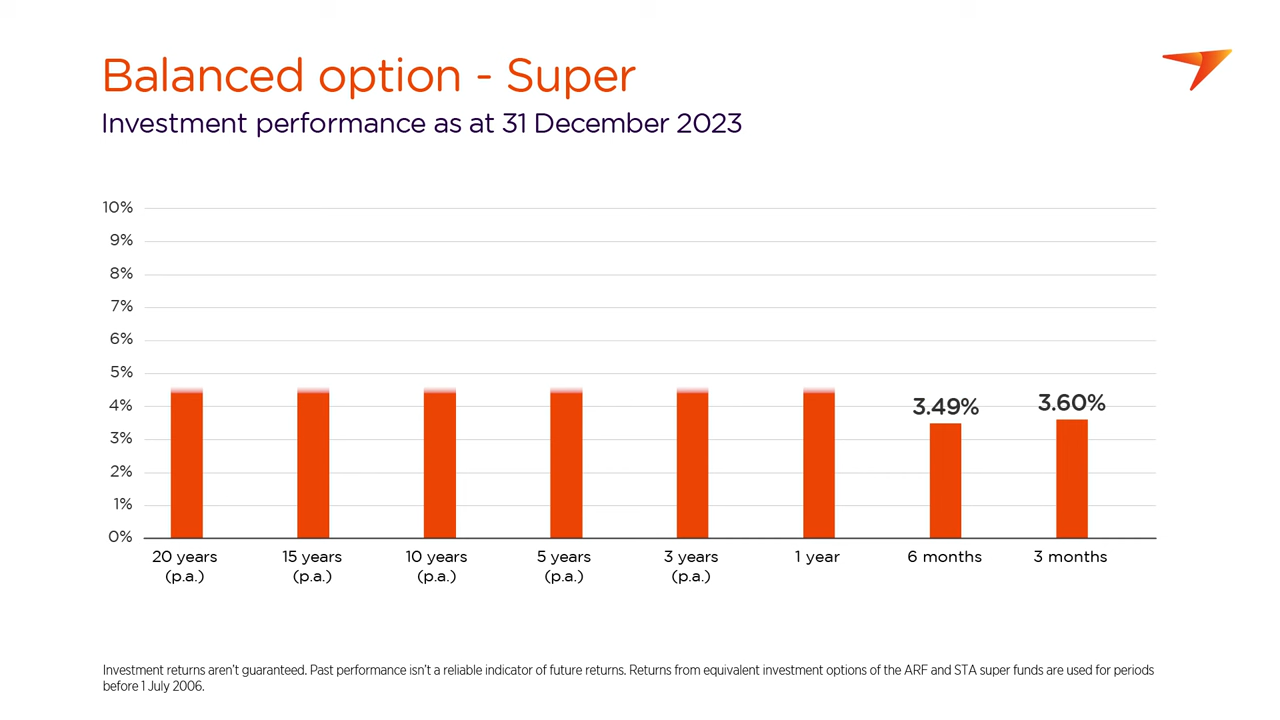 Balanced option - Super
Investment performance as at 31 December 2023
10%
9%
8%
7%
6%
5%
4%
3%
2%
1%
0%
3.49%
3.60%
20 years
(p.a.)
15 years
(p.a.)
10 years
(p.a.)
5 years
(p.a.)
3 years
(p.a.)
1 year
6 months
3 months
Investment returns aren't guaranteed. Past performance isn't a reliable indicator of future returns. Returns from equivalent investment options of the ARF and STA super funds are used for periods
before 1 July 2006.